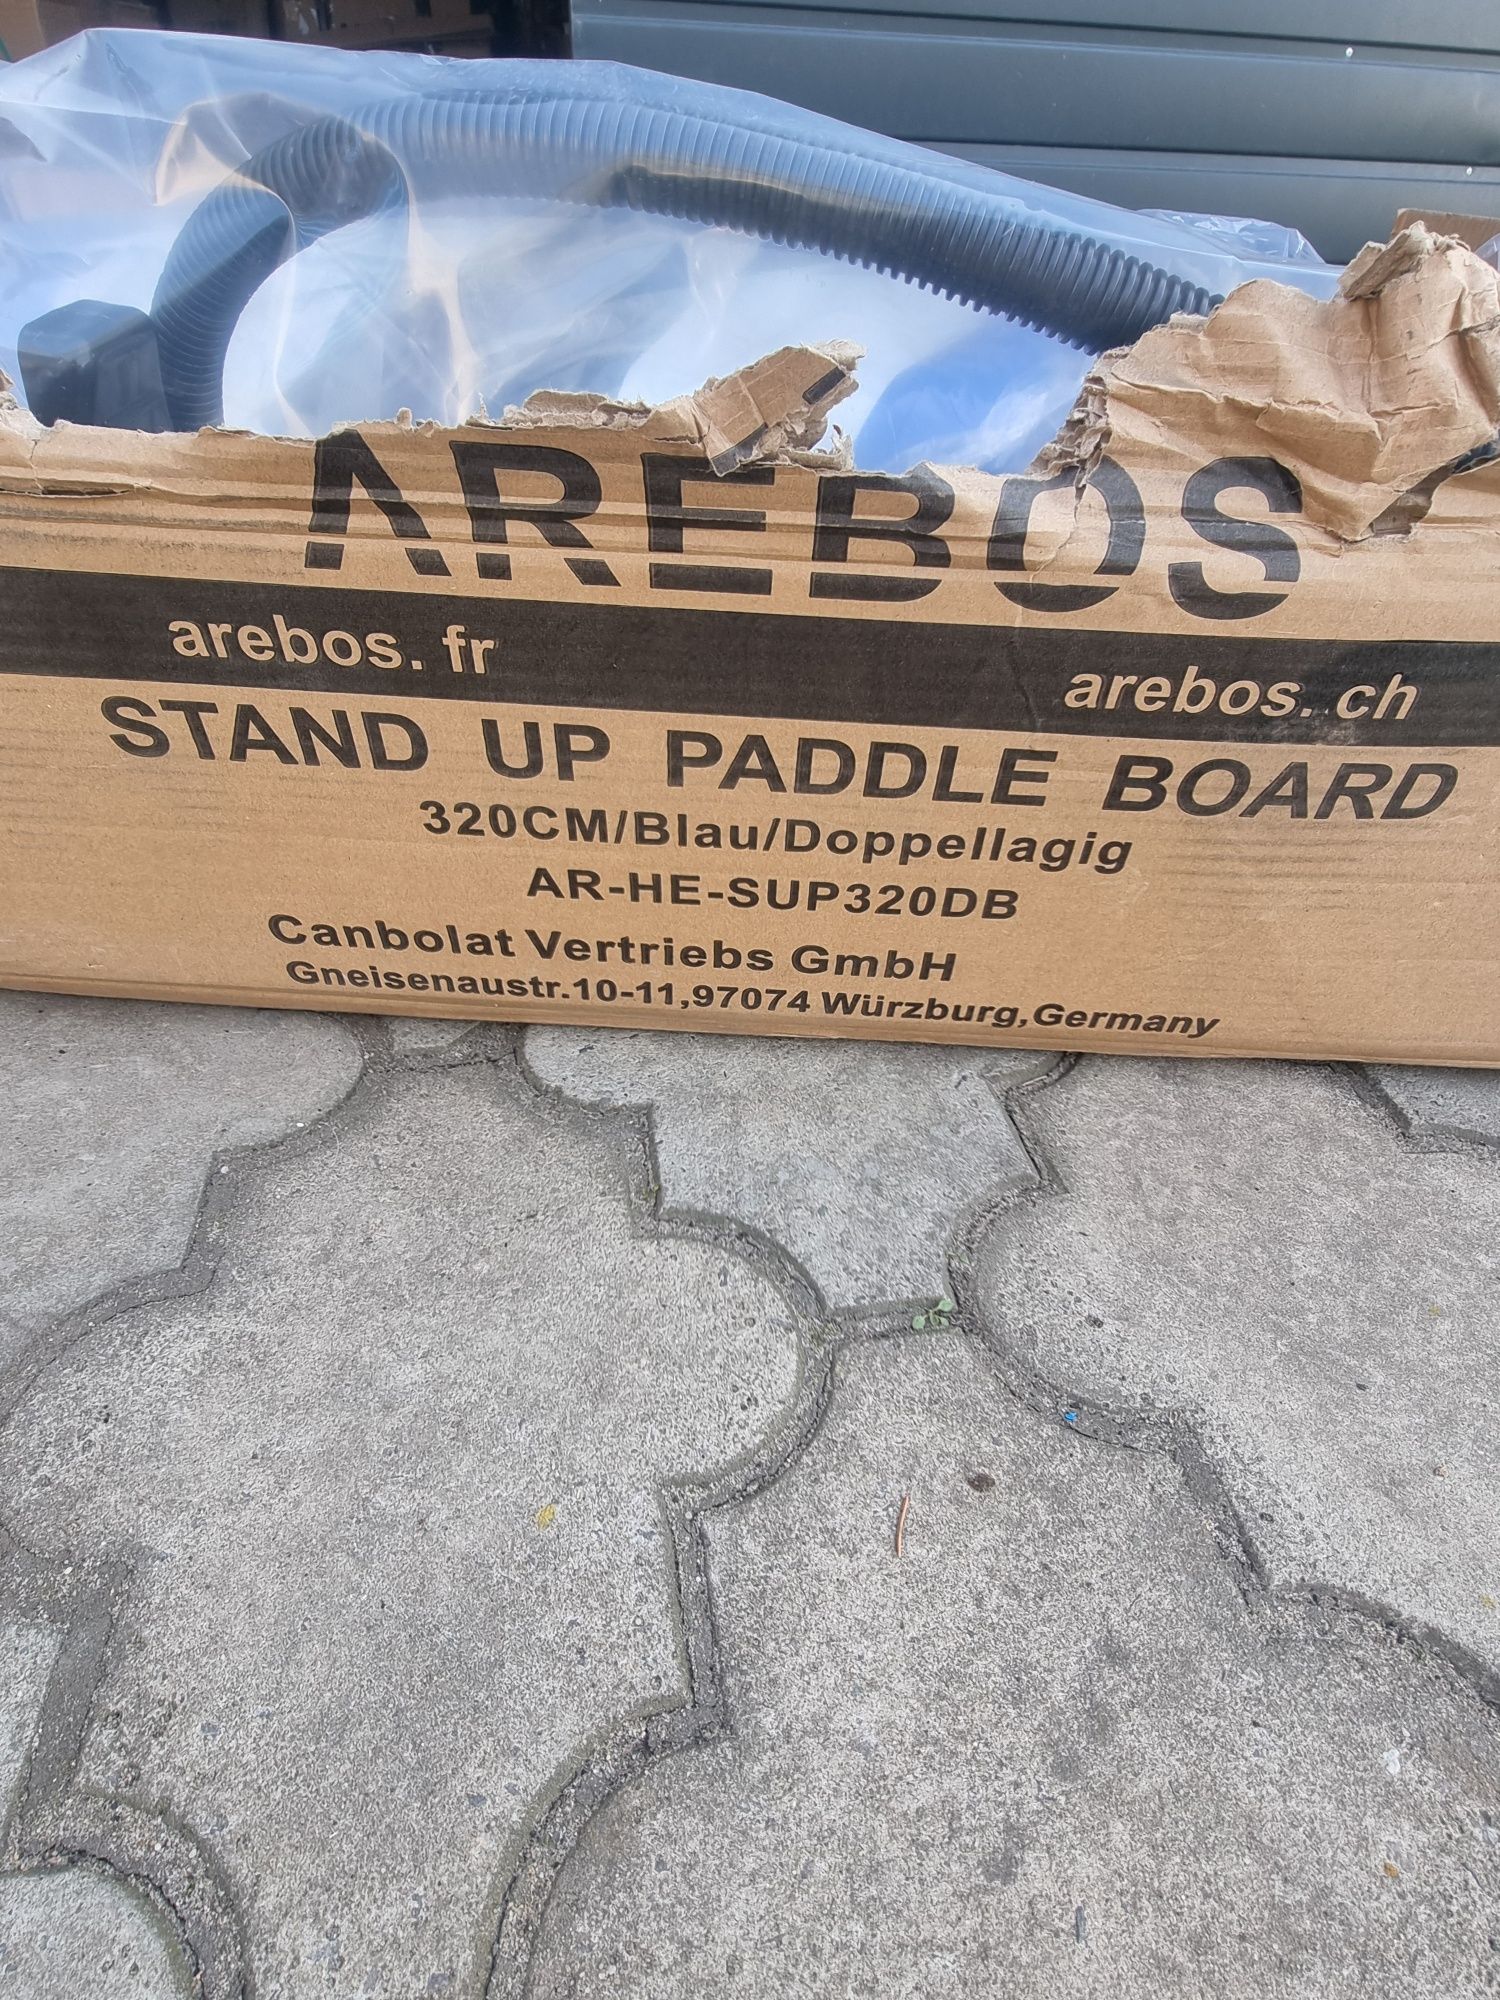 AREBOS
arebos. fr arebos. ch
STAND UP PADDLE BOARD
320CM/Blau/Doppellagig
AR-HE-SUP320DB
Canbolat Vertriebs GmbH
Gneisenaustr.10-11,97074 Würzburg,Germany